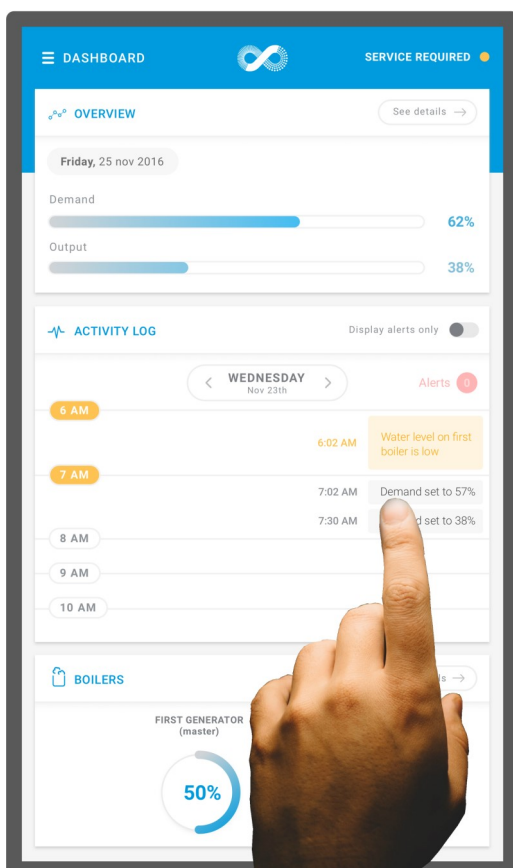 DASHBOARD
SERVICE REQUIRED
OVERVIEW
See details →
Friday, 25 nov 2016
Demand
62%
Output
38%
ACTIVITY LOG
Display alerts only
< WEDNESDAY >
Nov 23th
Alerts 0
6 AM
6:02 AM
Water level on first
boiler is low
7 AM
7:02 AM Demand set to 57%
7:30 AM set to 38%
8 AM
9 AM
10 AM
BOILERS
FIRST GENERATOR
(master)
50%